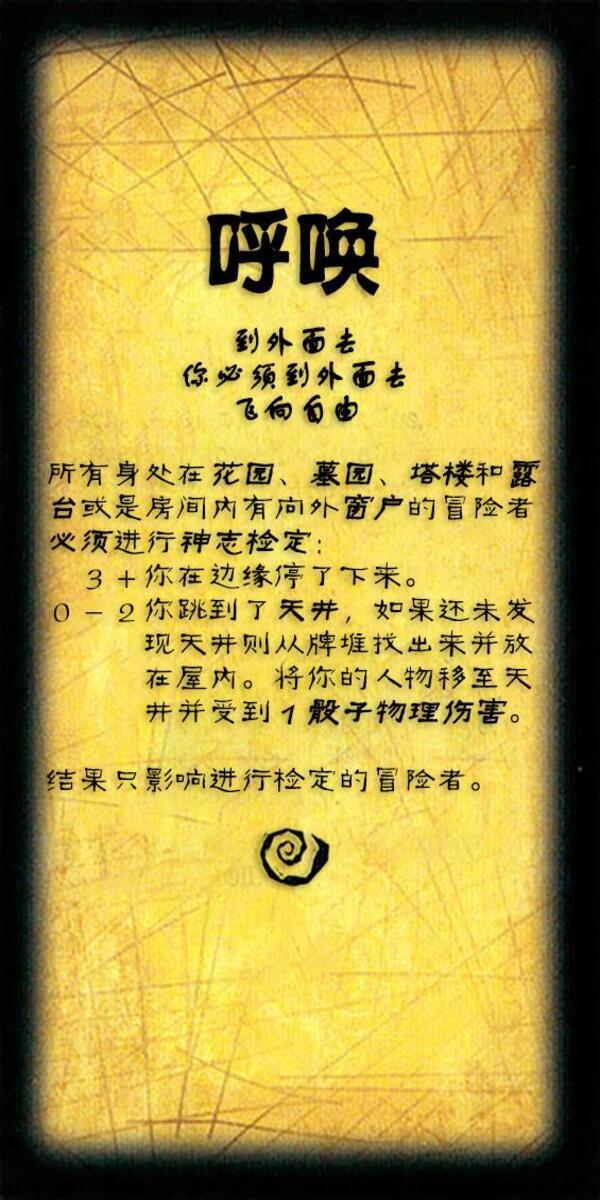 呼唤
到外面去
你必须到外面去
飞向自由
所有身处在花园、墓园、塔楼和露
台或是房间内有向外窗户的冒险者
必须进行神志检定：
3+你在边缘停了下来。
0-2你跳到了天井，如果还未发
现天井则从牌堆找出来并放
在屋内。将你的人物移至天
井并受到1骰子物理伤害。
结果只影响进行检定的冒险者。